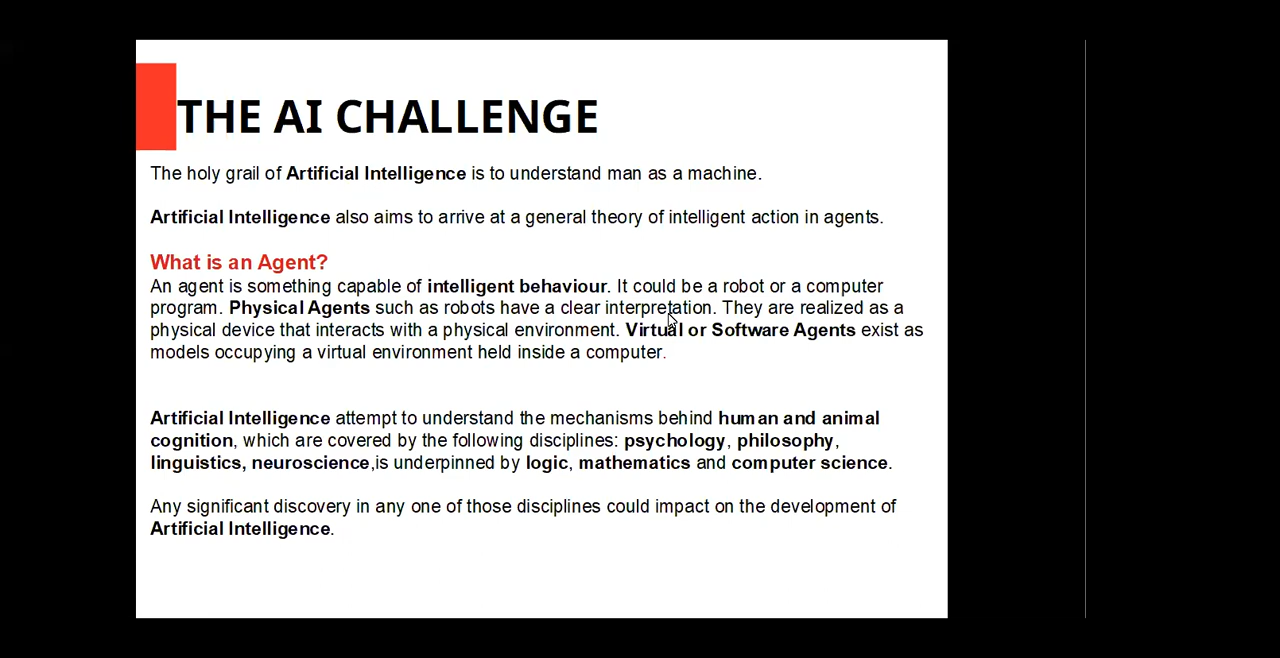 THE AI CHALLENGE
The holy grail of Artificial Intelligence is to understand man as a machine.
Artificial Intelligence also aims to arrive at a general theory of intelligent action in agents.
What is an Agent?
An agent is something capable of intelligent behaviour. It could be a robot or a computer
program. Physical Agents such as robots have a clear interpretation. They are realized as a
physical device that interacts with a physical environment. Virtual or Software Agents exist as
models occupying a virtual environment held inside a computer.
Artificial Intelligence attempt to understand the mechanisms behind human and animal
cognition, which are covered by the following disciplines: psychology, philosophy,
linguistics, neuroscience,is underpinned by logic, mathematics and computer science.
Any significant discovery in any one of those disciplines could impact on the development of
Artificial Intelligence.